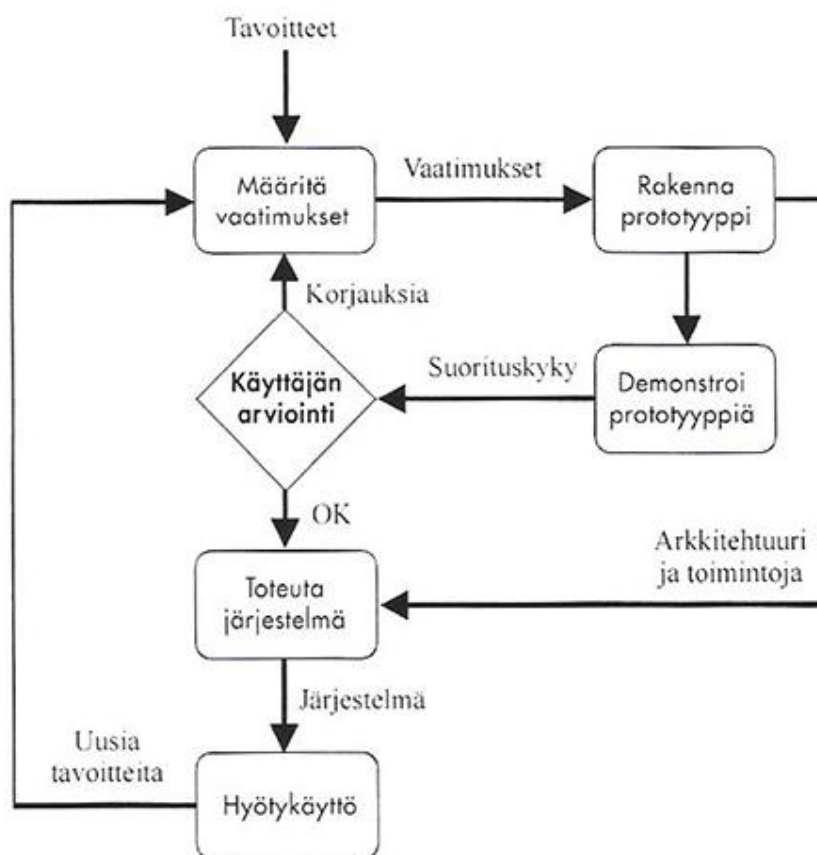 Tavoitteet
Määritä
vaatimukset
Vaatimukset
Rakenna
prototyyppi
Korjauksia
Käyttäjän
arviointi
Suorituskyky
Demonstroi
prototyyppiä
OK
Arkkitehtuuri
ja toimintoja
Toteuta
järjestelmä
Järjestelmä
Uusia
tavoitteita
Hyötykäyttö